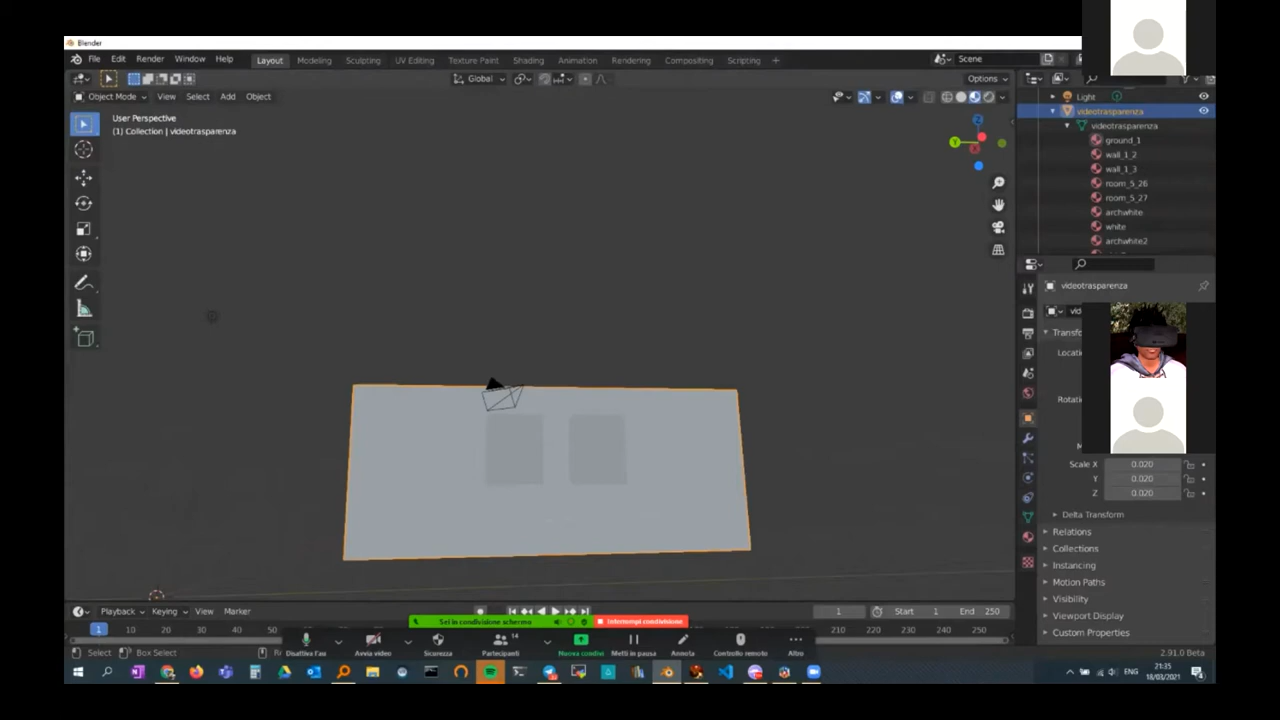 Blender
File Edit Render Window Help Layout Modeling Sculpting UV Editing Texture Paint Shading Animation Rendering Compositing Scripting + Scene
Global Options
Object Mode View Select Add Object
User Perspective
(1) Collection | videotrasparenza
Z
Y
X
Light
videotrasparenza
videotrasparenza
ground_1
wall_1_2
wall_1_3
room_5_26
room_5_27
archwhite
white
archwhite2
videotrasparenza
Transfo
Locatio
Rotatio
Scale X 0.020
Y 0.020
Z 0.020
Delta Transform
Relations
Collections
Instancing
Motion Paths
Visibility
Viewport Display
Custom Properties
Playback Keying View Marker 1 Start 1 End 250
Sei in condivisione schermo Interrompi condivisione
1 10 20 30 40 50 210 220 230 240 250
14
Disattiva l'au Avvia video Sicurezza Partecipanti Nuova condivi Metti in pausa Annota Controllo remoto Altro
Select Box Select 2.91.0 Beta
ENG 21:35
18/03/2021